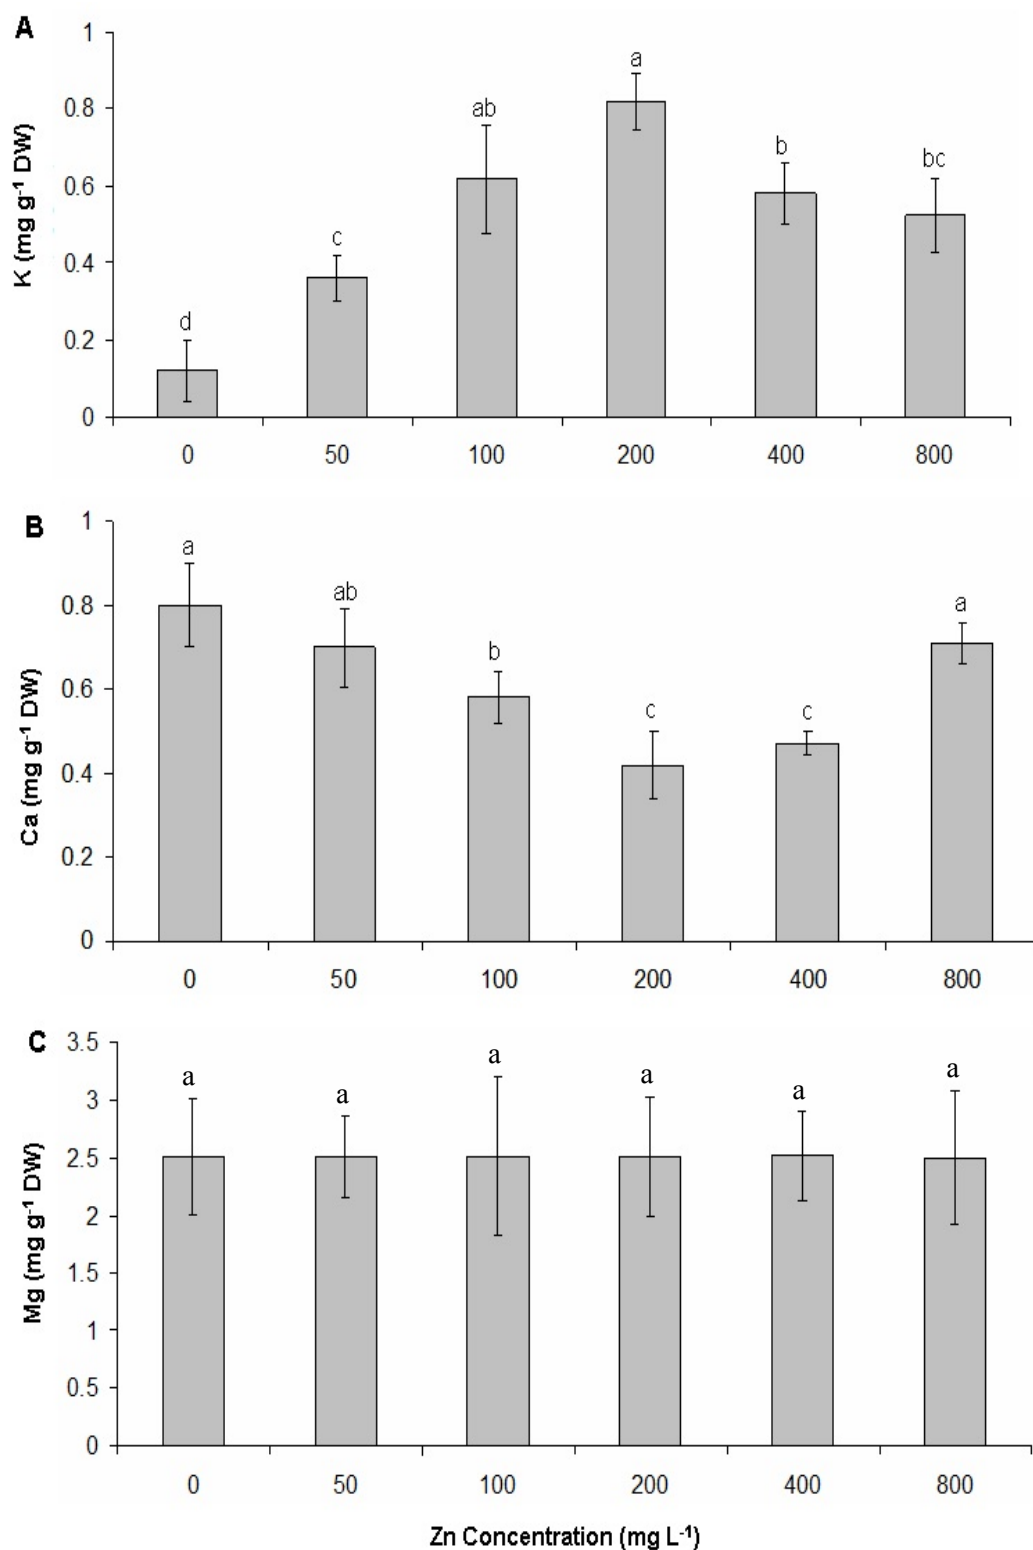 A
K (mg g-1 DW)
1
0.8
0.6
0.4
0.2
0
d
c
ab
a
b
bc
0 50 100 200 400 800
B
Ca (mg g-1 DW)
1
0.8
0.6
0.4
0.2
0
a
ab
b
c
c
a
0 50 100 200 400 800
C
Mg (mg g-1 DW)
3.5
3
2.5
2
1.5
1
0.5
0
a
a
a
a
a
a
0 50 100 200 400 800
Zn Concentration (mg L-1)